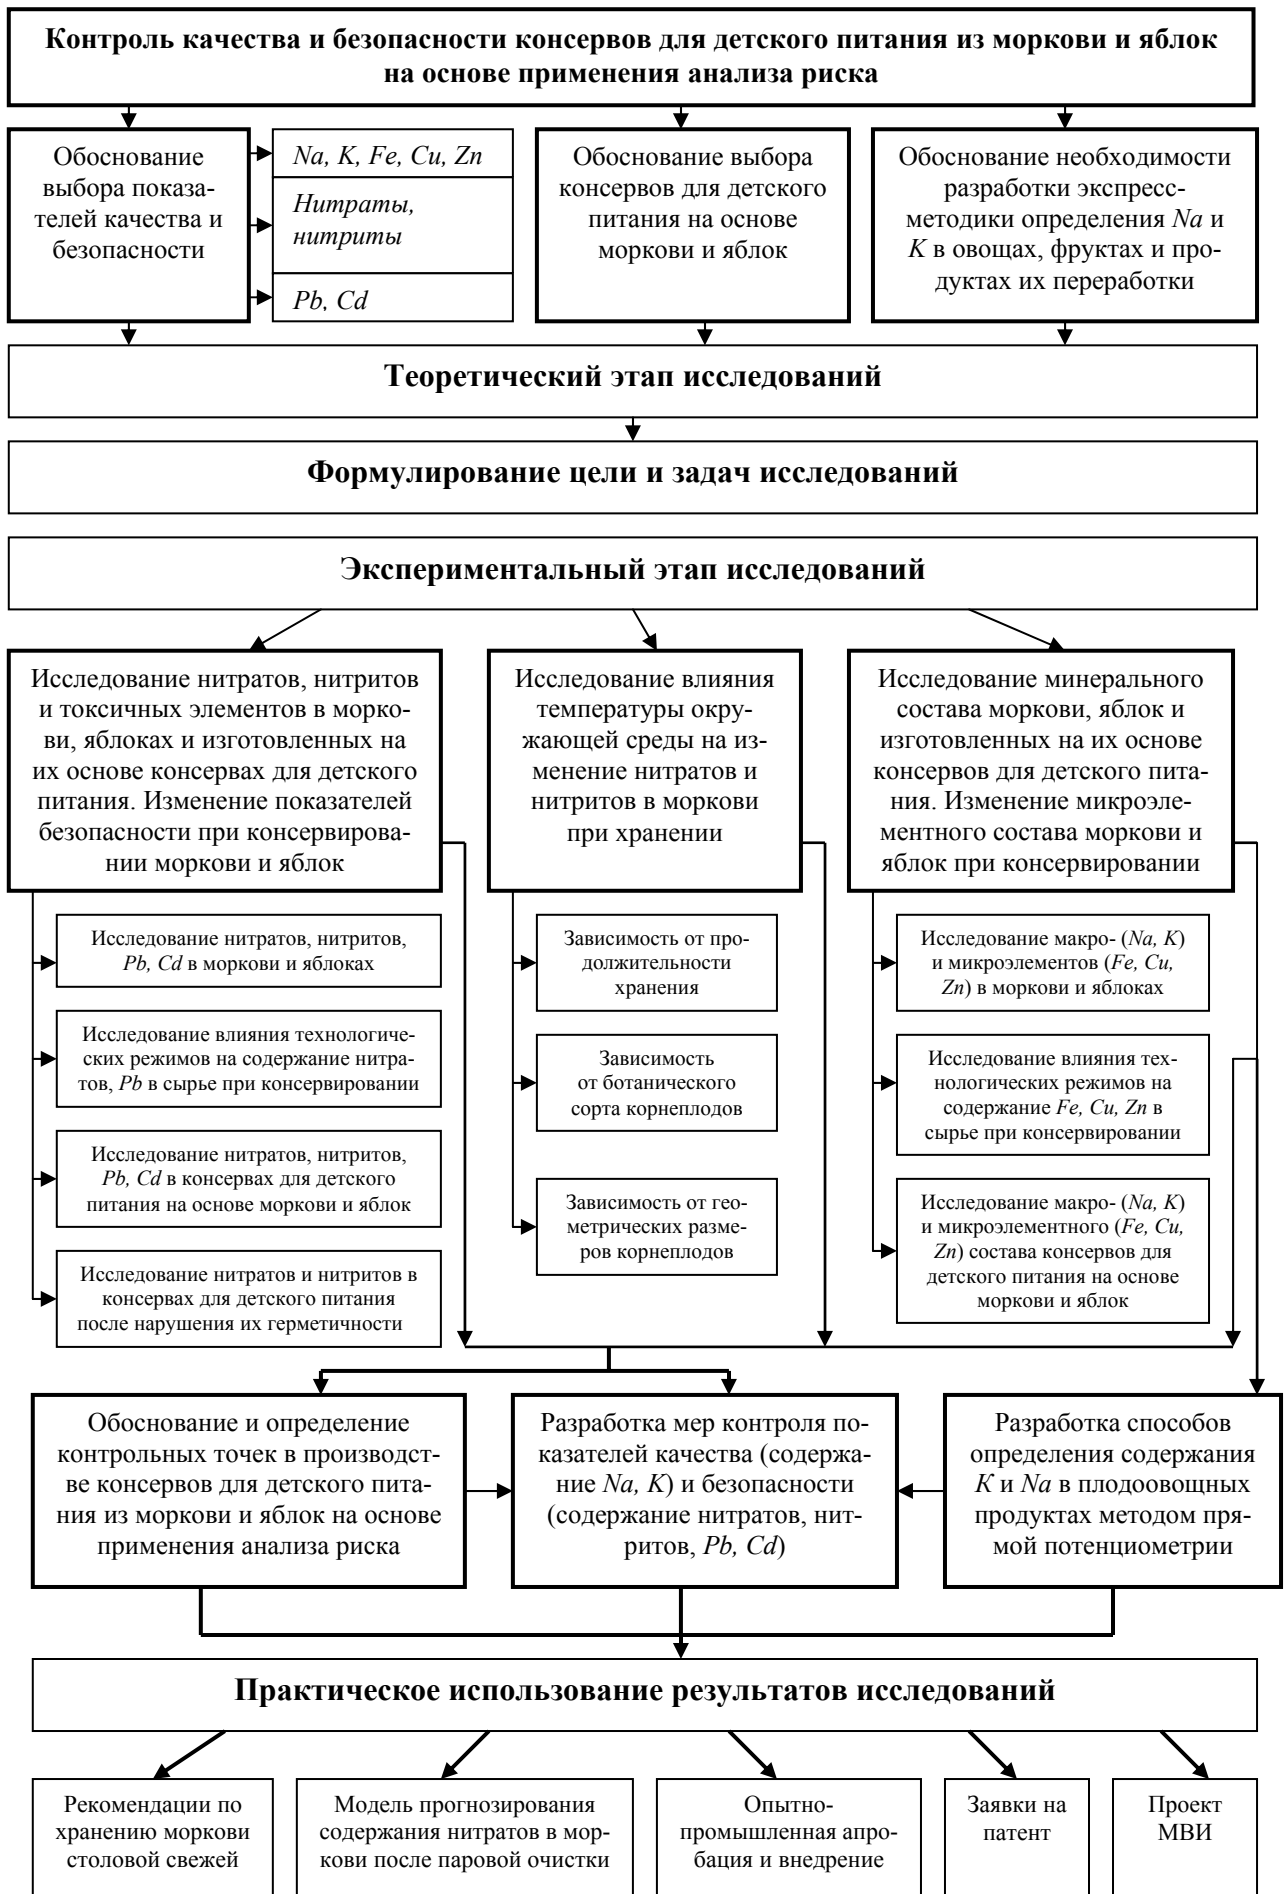 Контроль качества и безопасности консервов для детского питания из моркови и яблок
на основе применения анализа риска
Обоснование
выбора показа-
телей качества и
безопасности
Na, K, Fe, Cu, Zn
Нитраты,
нитриты
Pb, Cd
Обоснование выбора
консервов для детского
питания на основе
моркови и яблок
Обоснование необходимости
разработки экспресс-
методики определения Na и
K в овощах, фруктах и про-
дуктах их переработки
Теоретический этап исследований
Формулирование цели и задач исследований
Экспериментальный этап исследований
Исследование нитратов, нитритов
и токсичных элементов в морко-
ви, яблоках и изготовленных на
их основе консервах для детского
питания. Изменение показателей
безопасности при консервирова-
нии моркови и яблок
Исследование нитратов, нитритов,
Pb, Cd в моркови и яблоках
Исследование влияния технологиче-
ских режимов на содержание нитра-
тов, Pb в сырье при консервировании
Исследование нитратов, нитритов,
Pb, Cd в консервах для детского
питания на основе моркови и яблок
Исследование нитратов и нитритов в
консервах для детского питания
после нарушения их герметичности
Исследование влияния
температуры окру-
жающей среды на из-
менение нитратов и
нитритов в моркови
при хранении
Зависимость от про-
должительности
хранения
Зависимость
от ботанического
сорта корнеплодов
Зависимость от гео-
метрических разме-
ров корнеплодов
Исследование минерального
состава моркови, яблок и
изготовленных на их основе
консервов для детского пита-
ния. Изменение микроэле-
ментного состава моркови и
яблок при консервировании
Исследование макро- (Na, K)
и микроэлементов (Fe, Cu,
Zn) в моркови и яблоках
Исследование влияния тех-
нологических режимов на
содержание Fe, Cu, Zn в
сырье при консервировании
Исследование макро- (Na, K)
и микроэлементного (Fe, Cu,
Zn) состава консервов для
детского питания на основе
моркови и яблок
Обоснование и определение
контрольных точек в производст-
ве консервов для детского пита-
ния из моркови и яблок на основе
применения анализа риска
Разработка мер контроля по-
казателей качества (содержа-
ние Na, K) и безопасности
(содержание нитратов, нит-
ритов, Pb, Cd)
Разработка способов
определения содержания
К и Na в плодоовощных
продуктах методом пря-
мой потенциометрии
Практическое использование результатов исследований
Рекомендации по
хранению моркови
столовой свежей
Модель прогнозирования
содержания нитратов в мор-
кови после паровой очистки
Опытно-
промышленная апро-
бация и внедрение
Заявки на
патент
Проект
МВИ